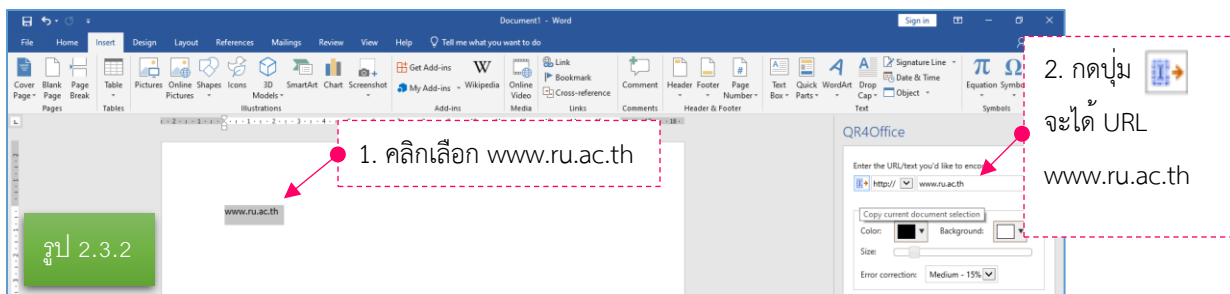 Document1 - Word
Sign in
File Home Insert Design Layout References Mailings Review View Help Tell me what you want to do
Cover Page
Blank Page
Page Break
Pages
Table
Tables
Pictures
Online Pictures
Shapes
Icons
3D Models
SmartArt
Chart
Screenshot
Illustrations
Get Add-ins
My Add-ins
W Wikipedia
Add-ins
Online Video
Media
Link
Bookmark
Cross-reference
Links
Comment
Comments
Header
Footer
Page Number
Header & Footer
Text Box
Quick Parts
WordArt
Drop Cap
Signature Line
Date & Time
Object
Text
π Equation
Ω
Symbols
1. คลิกเลือก www.ru.ac.th
www.ru.ac.th
รูป 2.3.2
QR4Office
Enter the URL/text you'd like to
http:// www.ru.ac.th
Copy current document selection
Color: Background:
Size:
Error correction: Medium - 15%
2. กดปุ่ม
จะได้ URL
www.ru.ac.th